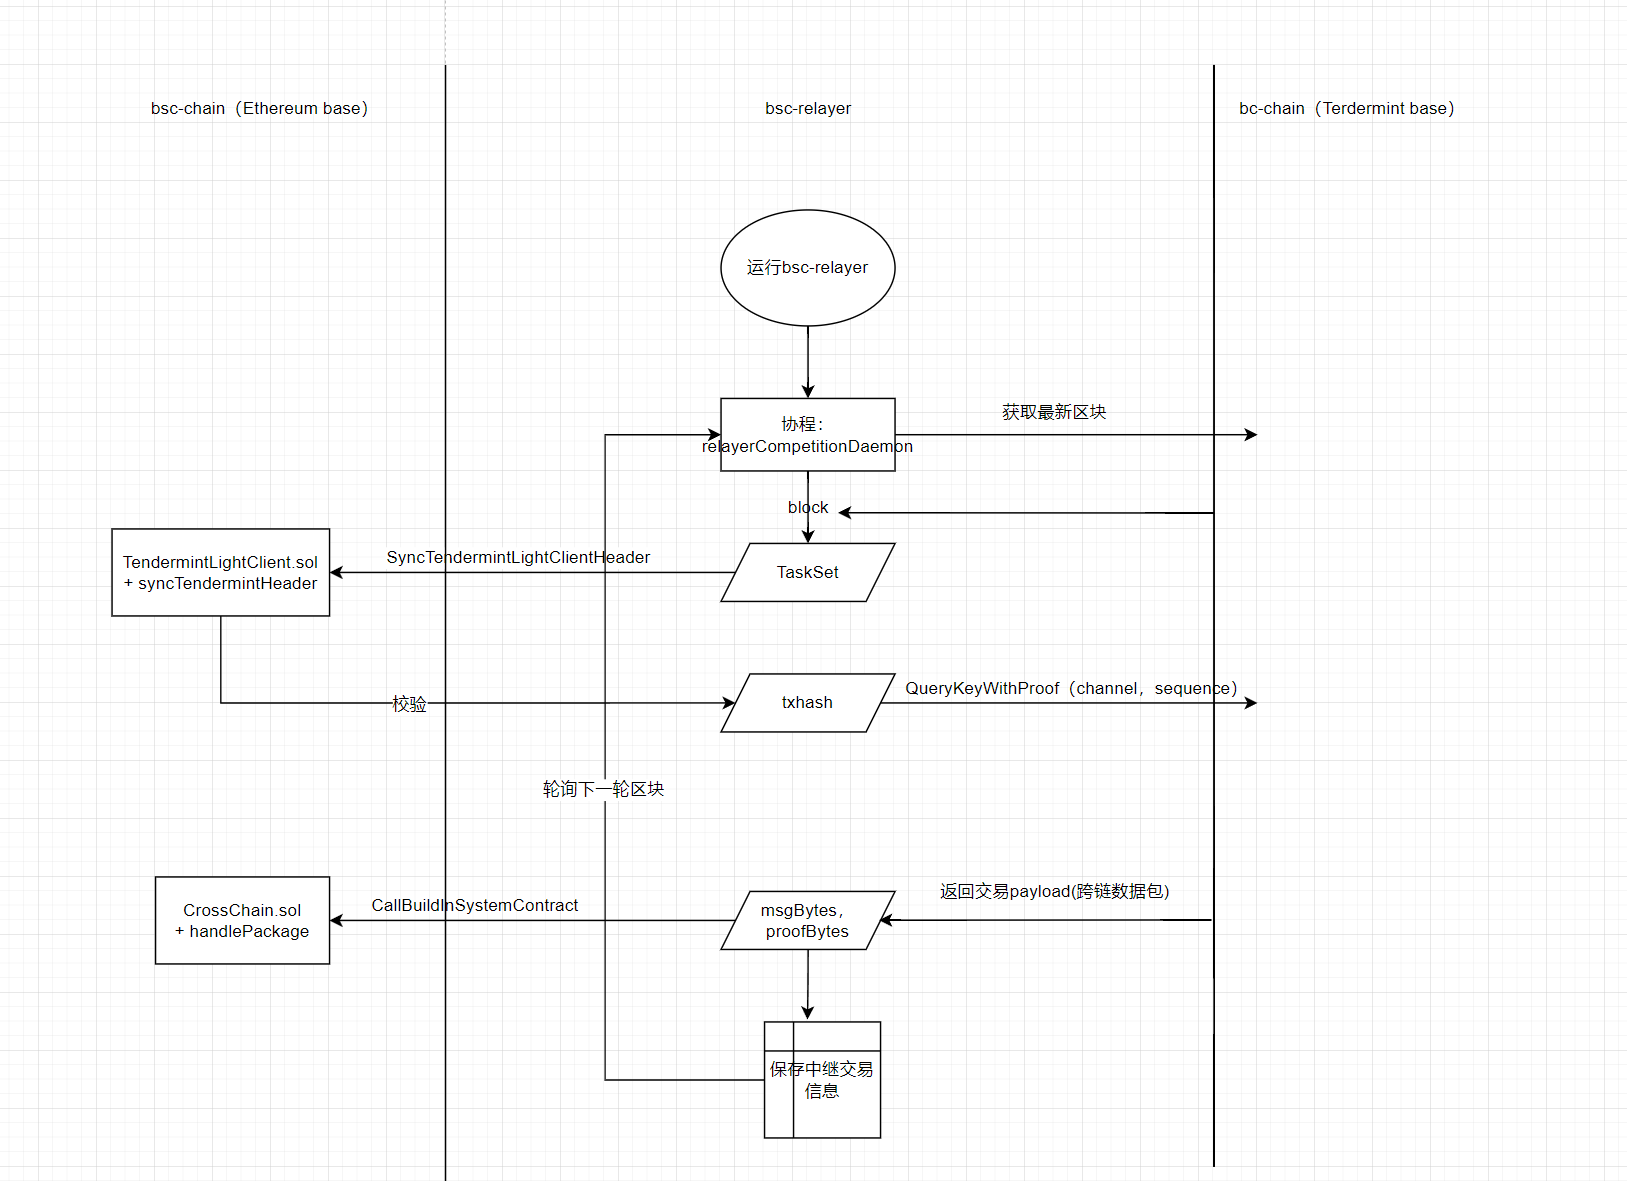 bsc-chain（Ethereum base）
bsc-relayer
bc-chain（Terdermint base）
运行bsc-relayer
协程：
relayerCompetitionDaemon
获取最新区块
block
TendermintLightClient.sol
+ syncTendermintHeader
SyncTendermintLightClientHeader
TaskSet
校验
txhash
QueryKeyWithProof（channel，sequence）
轮询下一轮区块
CrossChain.sol
+ handlePackage
CallBuildInSystemContract
msgBytes，
proofBytes
返回交易payload(跨链数据包)
保存中继交易
信息